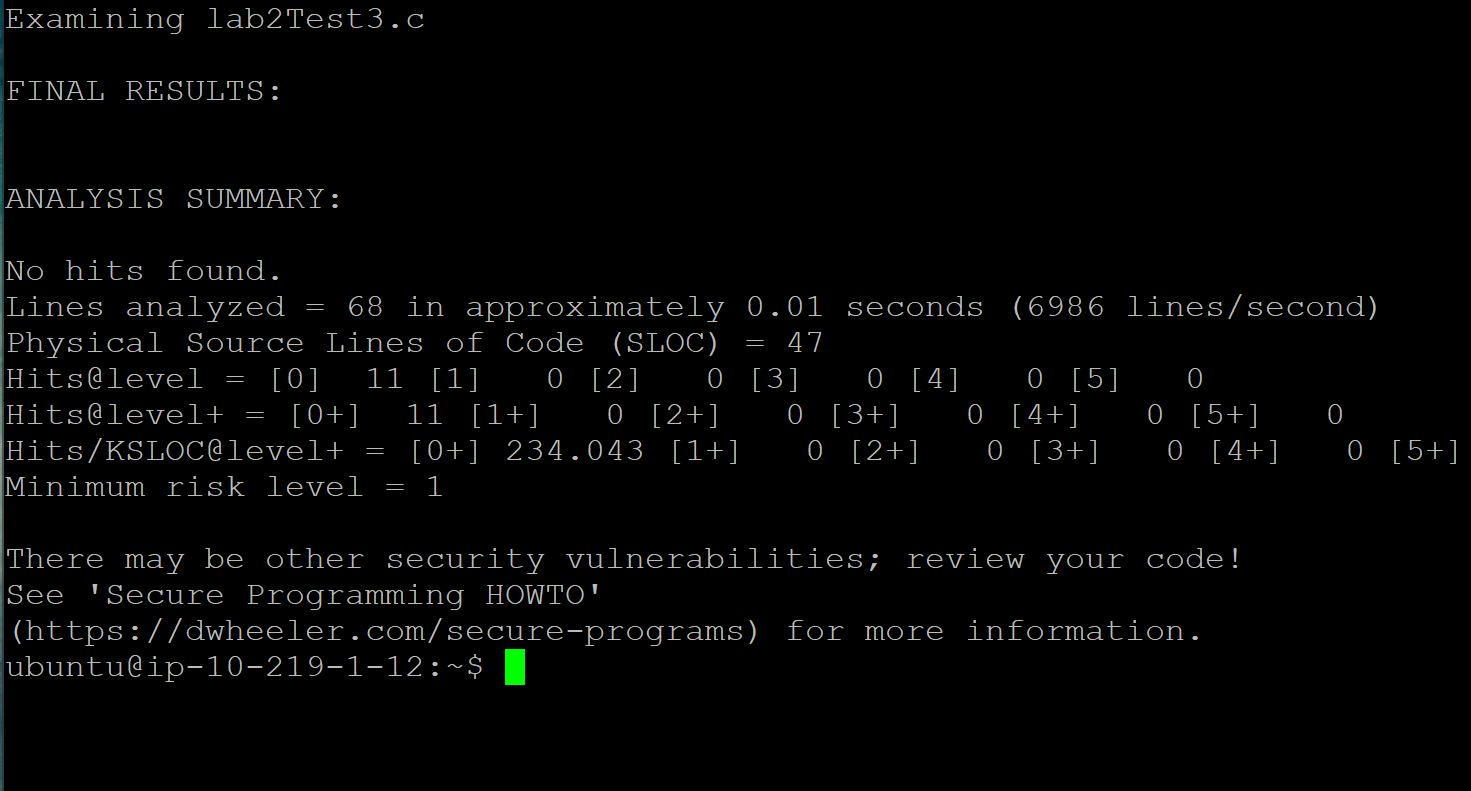 Examining lab2Test3.c
FINAL RESULTS:
ANALYSIS SUMMARY:
No hits found.
Lines analyzed = 68 in approximately 0.01 seconds (6986 lines/second)
Physical Source Lines of Code (SLOC) = 47
Hits@level = [0]  11 [1]   0 [2]   0 [3]   0 [4]   0 [5]   0
Hits@level+ = [0+]  11 [1+]   0 [2+]   0 [3+]   0 [4+]   0 [5+]   0
Hits/KSLOC@level+ = [0+] 234.043 [1+]   0 [2+]   0 [3+]   0 [4+]   0 [5+]
Minimum risk level = 1
There may be other security vulnerabilities; review your code!
See 'Secure Programming HOWTO'
(https://dwheeler.com/secure-programs) for more information.
ubuntu@ip-10-219-1-12:~$